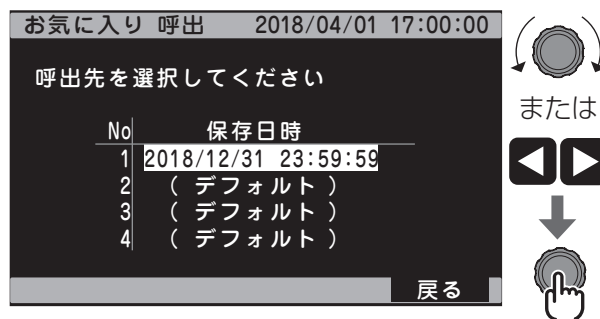 お気に入り 呼出 2018/04/01 17:00:00
呼出先を選択してください
No 保存日時
1 2018/12/31 23:59:59
2 ( デフォルト )
3 ( デフォルト )
4 ( デフォルト )
戻る
または